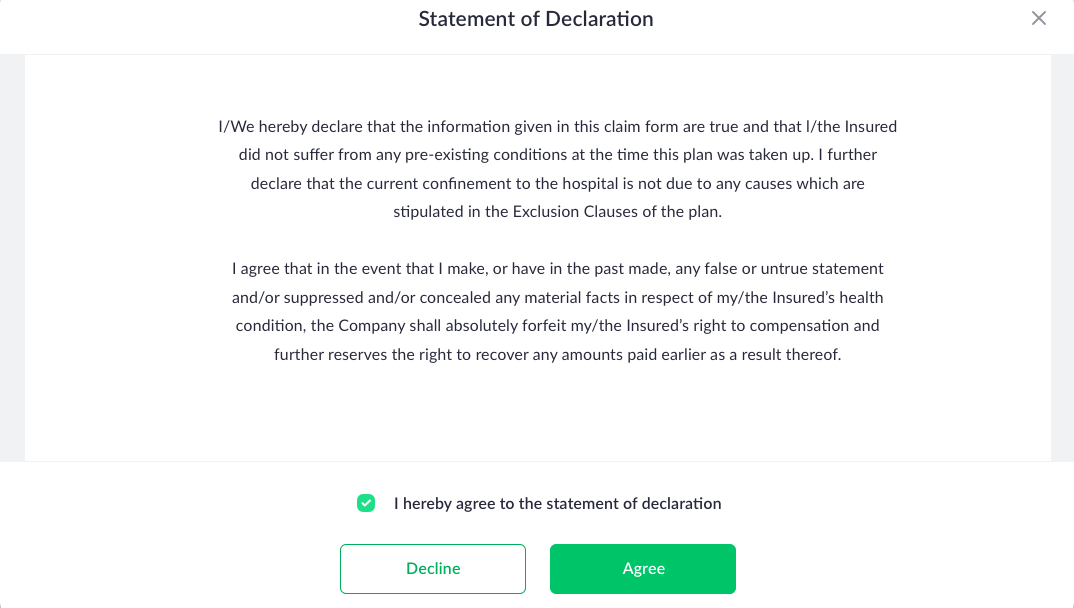 Statement of Declaration
I/We hereby declare that the information given in this claim form are true and that l/the Insured
did not suffer from any pre-existing conditions at the time this plan was taken up. I further
declare that the current confinement to the hospital is not due to any causes which are
stipulated in the Exclusion Clauses of the plan.
I agree that in the event that I make, or have in the past made, any false or untrue statement
and/or suppressed and/or concealed any material facts in respect of my/the Insured’s health
condition, the Company shall absolutely forfeit my/the Insured’s right to compensation and
further reserves the right to recover any amounts paid earlier as a result thereof.
I hereby agree to the statement of declaration
Decline
Agree